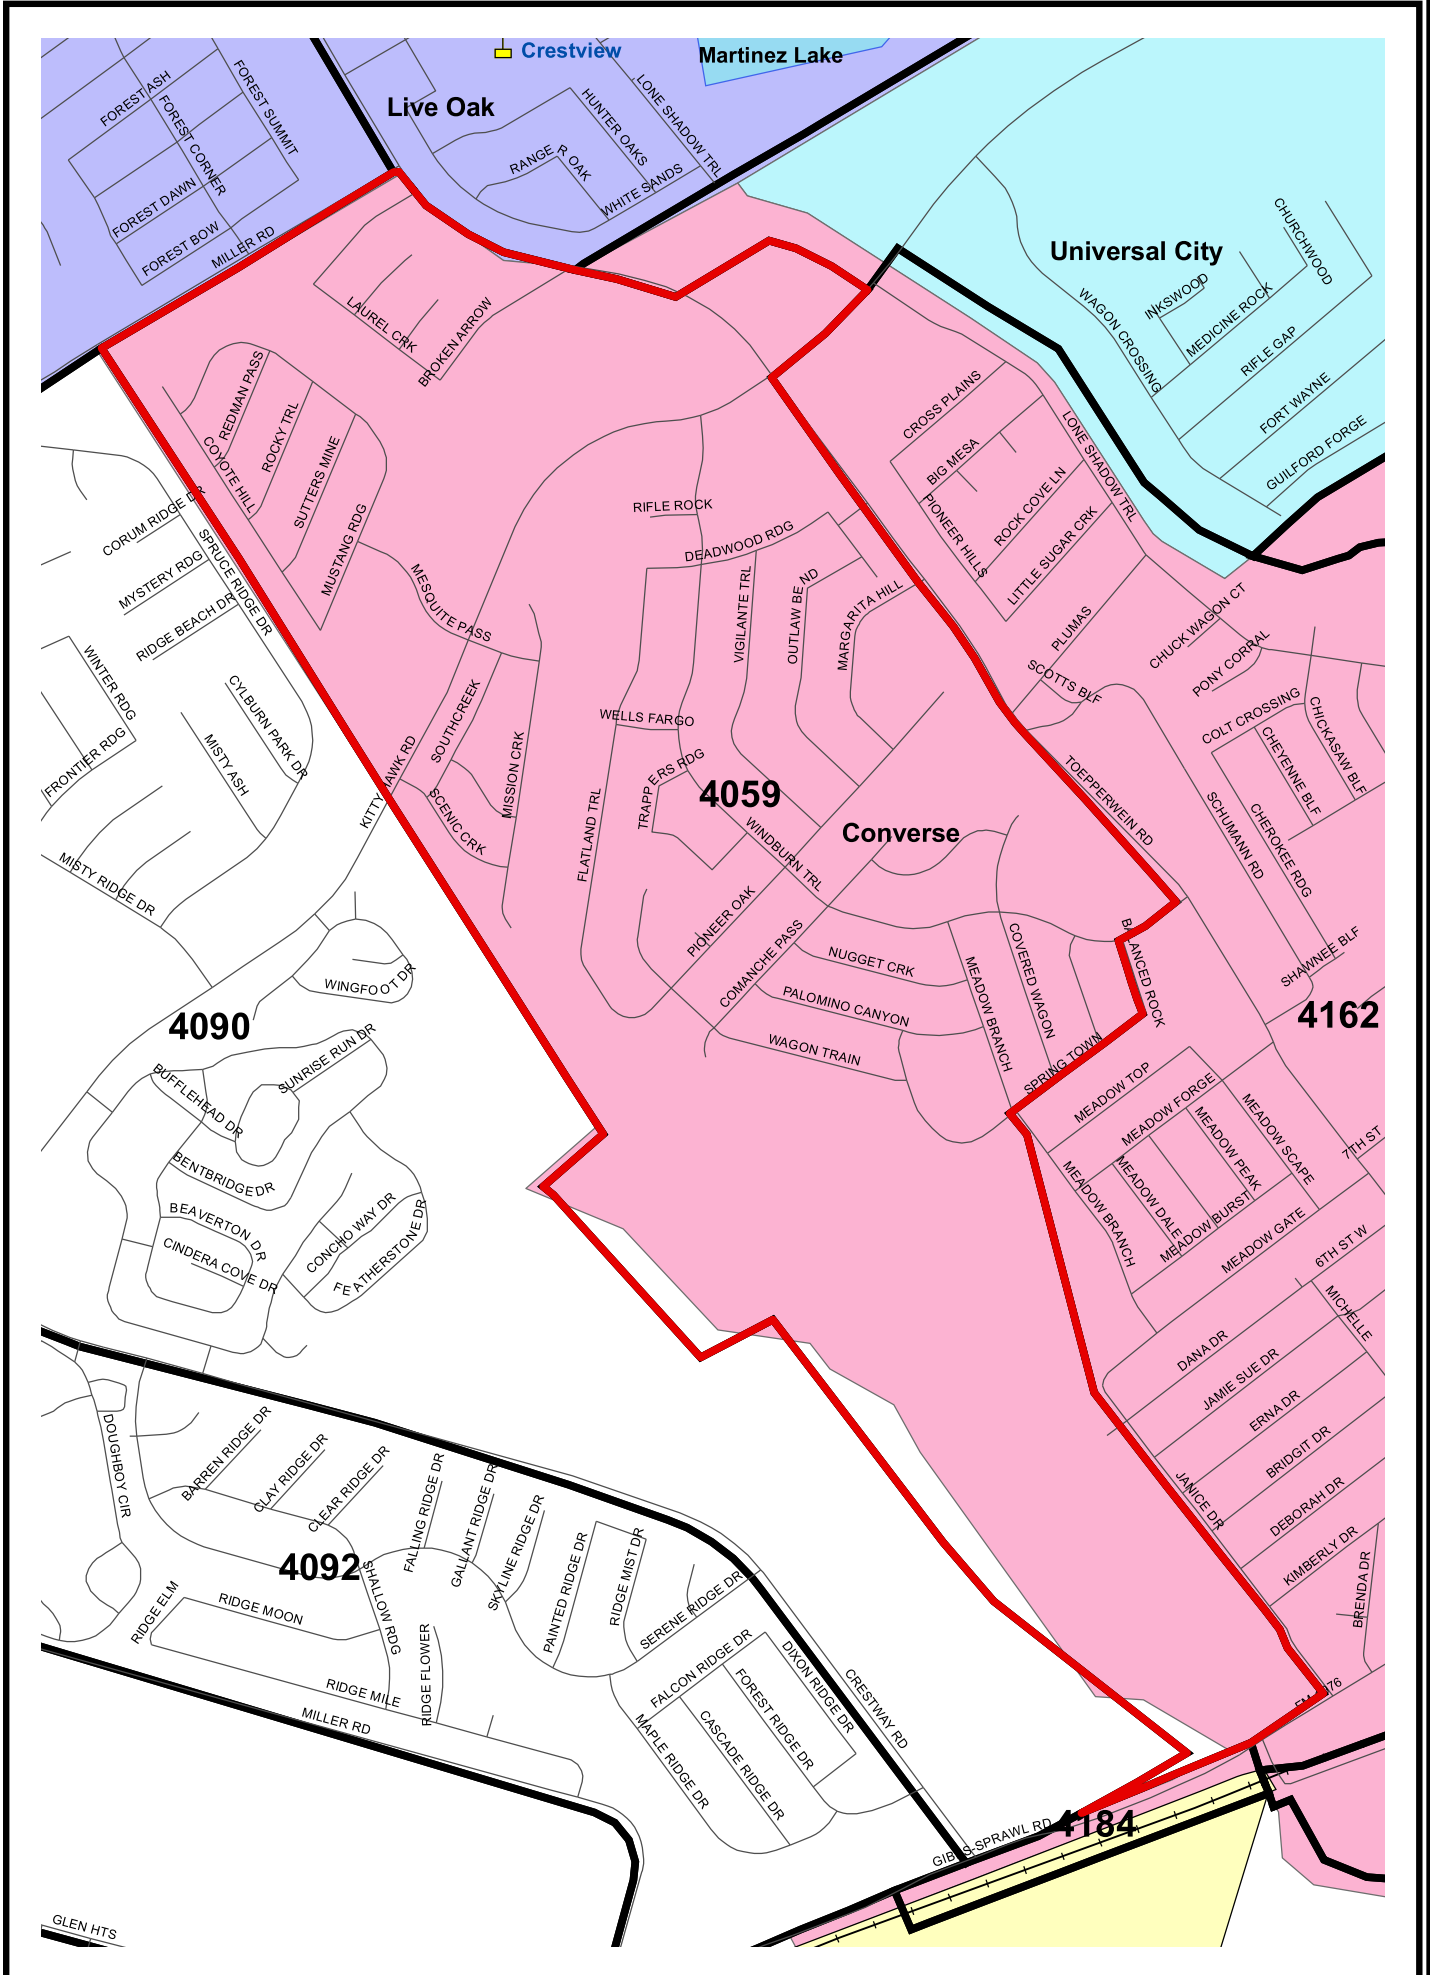 Crestview
Martinez Lake
Live Oak
FOREST ASH
FOREST SUMMIT
FOREST CORNER
HUNTER OAKS
LONE SHADOW TRL
RANGER OAK
WHITE SANDS
FOREST DAWN
FOREST BOW
MILLER RD
Universal City
CHURCHWOOD
INKSWOOD
WAGON CROSSING
MEDICINE ROCK
RIFLE GAP
FORT WAYNE
GUILFORD FORGE
LAUREL CRK
BROKEN ARROW
REDMAN PASS
COYOTE HILL
ROCKY TRL
SUTTERS MINE
MUSTANG RDG
CROSS PLAINS
BIG MESA
LONE SHADOW TRL
PIONEER HILLS
ROCK COVE LN
LITTLE SUGAR CRK
RIFLE ROCK
DEADWOOD RDG
CORUM RIDGE DR
SPRUCE RIDGE DR
MYSTERY RDG
RIDGE BEACH DR
MESQUITE PASS
VIGILANTE TRL
OUTLAW BEND
MARGARITA HILL
PLUMAS
CHUCK WAGON CT
PONY CORRAL
SCOTTS BLF
WINTER RDG
FRONTIER RDG
CYLBURN PARK DR
MISTY ASH
KITTY HAWK RD
SOUTHCREEK
SCENIC CRK
MISSION CRK
WELLS FARGO
TRAPPERS RDG
FLATLAND TRL
4059
Converse
WINDBURN TRL
TOEPPERWEIN RD
COLT CROSSING
CHEYENNE BLF
CHICKASAW BLF
SCHUMANN RD
CHEROKEE RDG
MISTY RIDGE DR
PIONEER OAK
COMANCHE PASS
NUGGET CRK
PALOMINO CANYON
WAGON TRAIN
MEADOW BRANCH
COVERED WAGON
BALANCED ROCK
SPRING TOWN
SHAWNEE BLF
4162
WINGFOOT DR
4090
SUNRISE RUN DR
BUFFLEHEAD DR
BENTBRIDGE DR
BEAVERTON DR
CINDERA COVE DR
CONCHO WAY DR
FEATHERSTONE DR
MEADOW TOP
MEADOW FORGE
MEADOW SCAPE
MEADOW PEAK
MEADOW DALE
MEADOW BURST
MEADOW BRANCH
MEADOW GATE
7TH ST
6TH ST W
MICHELLE
DANA DR
JAMIE SUE DR
ERNA DR
BRIDGIT DR
JANICE DR
DEBORAH DR
KIMBERLY DR
BRENDA DR
DOUGHBOY CIR
BARREN RIDGE DR
CLAY RIDGE DR
CLEAR RIDGE DR
FALLING RIDGE DR
GALLANT RIDGE DR
SKYLINE RIDGE DR
PAINTED RIDGE DR
RIDGE MIST DR
SERENE RIDGE DR
4092
SHALLOW RDG
RIDGE ELM
RIDGE MOON
RIDGE FLOWER
RIDGE MILE
MILLER RD
FALCON RIDGE DR
FOREST RIDGE DR
DIXON RIDGE DR
CRESTWAY RD
MAPLE RIDGE DR
CASCADE RIDGE DR
GIBBS-SPRAWL RD
4184
GLEN HTS